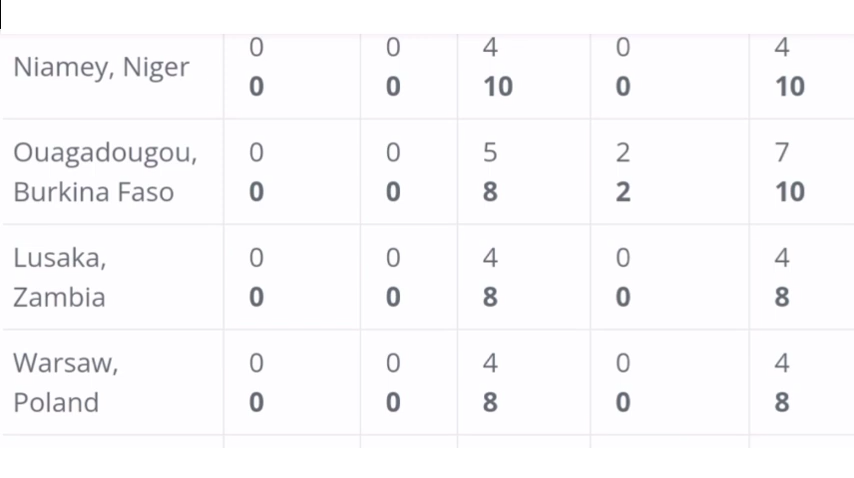 Niamey, Niger 0 0 4 0 4
0 0 10 0 10
Ouagadougou, 0 0 5 2 7
Burkina Faso 0 0 8 2 10
Lusaka, 0 0 4 0 4
Zambia 0 0 8 0 8
Warsaw, 0 0 4 0 4
Poland 0 0 8 0 8